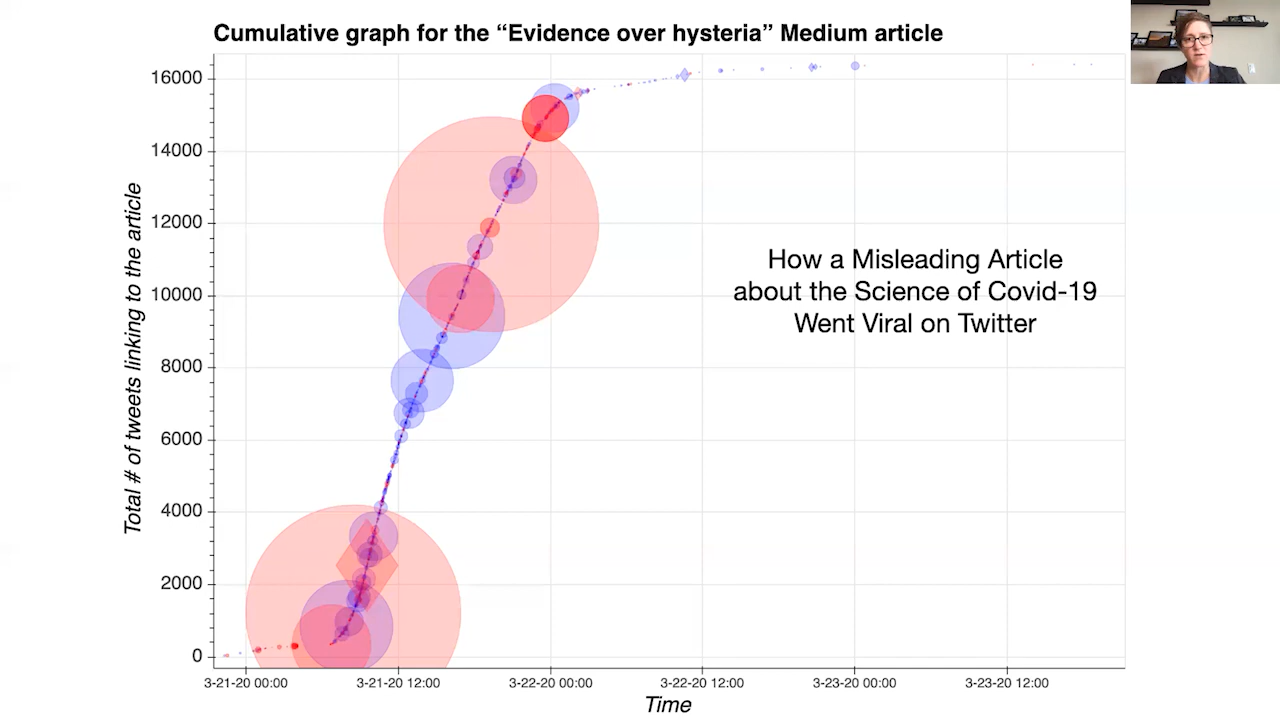 Cumulative graph for the “Evidence over hysteria” Medium article
Total # of tweets linking to the article
16000
14000
12000
10000
8000
6000
4000
2000
0
How a Misleading Article
about the Science of Covid-19
Went Viral on Twitter
3-21-20 00:00
3-21-20 12:00
3-22-20 00:00
3-22-20 12:00
3-23-20 00:00
3-23-20 12:00
Time